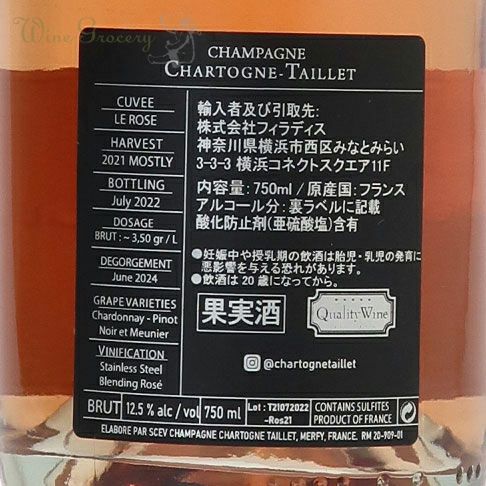 Wine Grocery
CHAMPAGNE
CHARTOGNE-TAILLET
CUVEE
LE ROSE
HARVEST
2021 MOSTLY
BOTTLING
July 2022
DOSAGE
BRUT : ~ 3,50 gr / L
DEGORGEMENT
June 2024
GRAPE VARIETIES
Chardonnay - Pinot
Noir et Meunier
VINIFICATION
Stainless Steel
Blending Rosé
輸入者及び引取先:
株式会社フィラディス
神奈川県横浜市西区みなとみらい
3-3-3 横浜コネクトスクエア11F
内容量:750ml / 原産国:フランス
アルコール分:裏ラベルに記載
酸化防止剤(亜硫酸塩)含有
●妊娠中や授乳期の飲酒は胎児・乳児の発育に
悪影響を与える恐れがあります。
●飲酒は20歳になってから。
果実酒
Quality Wine
@chartognetaillet
BRUT 12.5 % alc / vol 750 ml
Lot : T21072022
-Ros21
CONTAINS SULFITES
PRODUCT OF FRANCE
ELABORE PAR SCEV CHAMPAGNE CHARTOGNE TAILLET, MERFY, FRANCE. RM 20-909-01